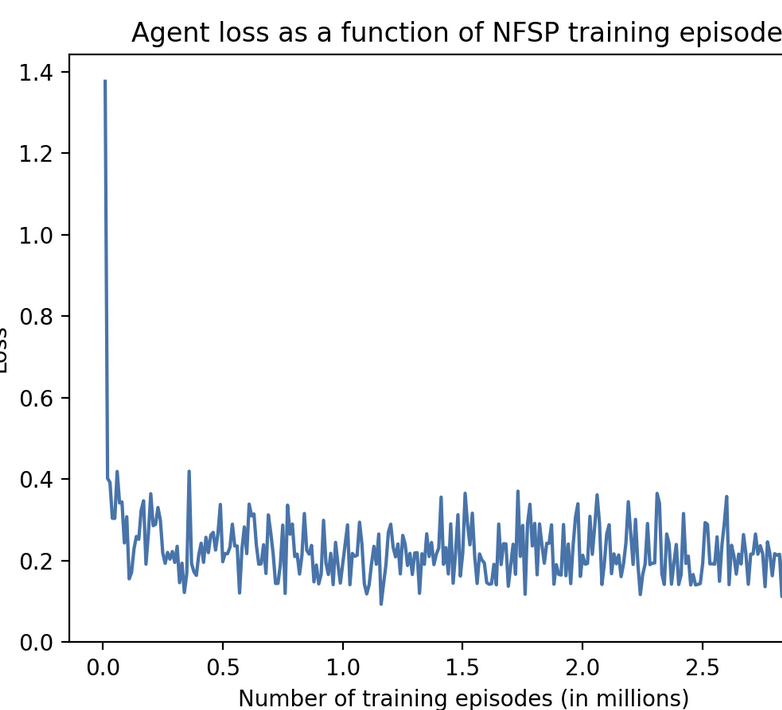 Agent loss as a function of NFSP training episode
1.4
1.2
1.0
0.8
0.6
0.4
0.2
0.0
Loss
0.0 0.5 1.0 1.5 2.0 2.5
Number of training episodes (in millions)